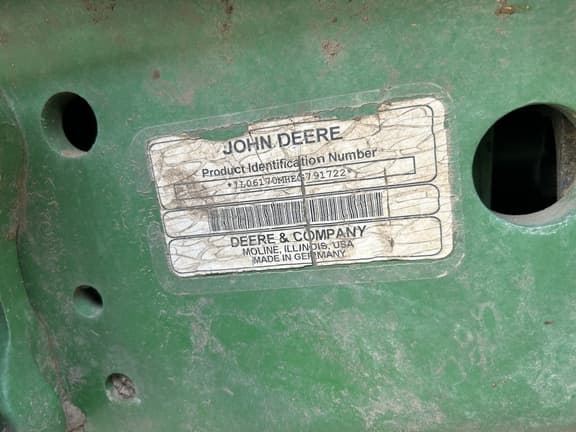 JOHN DEERE
Product Identification Number
*1L06170MHEG791722*
DEERE & COMPANY
MOLINE, ILLINOIS, USA
MADE IN GERMANY